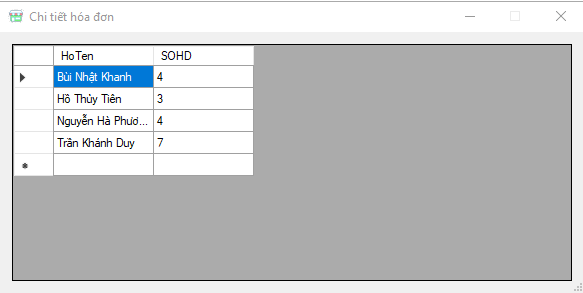 Chi tiết hóa đơn
HoTen SOHD
Bùi Nhật Khanh 4
Hồ Thủy Tiên 3
Nguyễn Hà Phươ... 4
Trần Khánh Duy 7